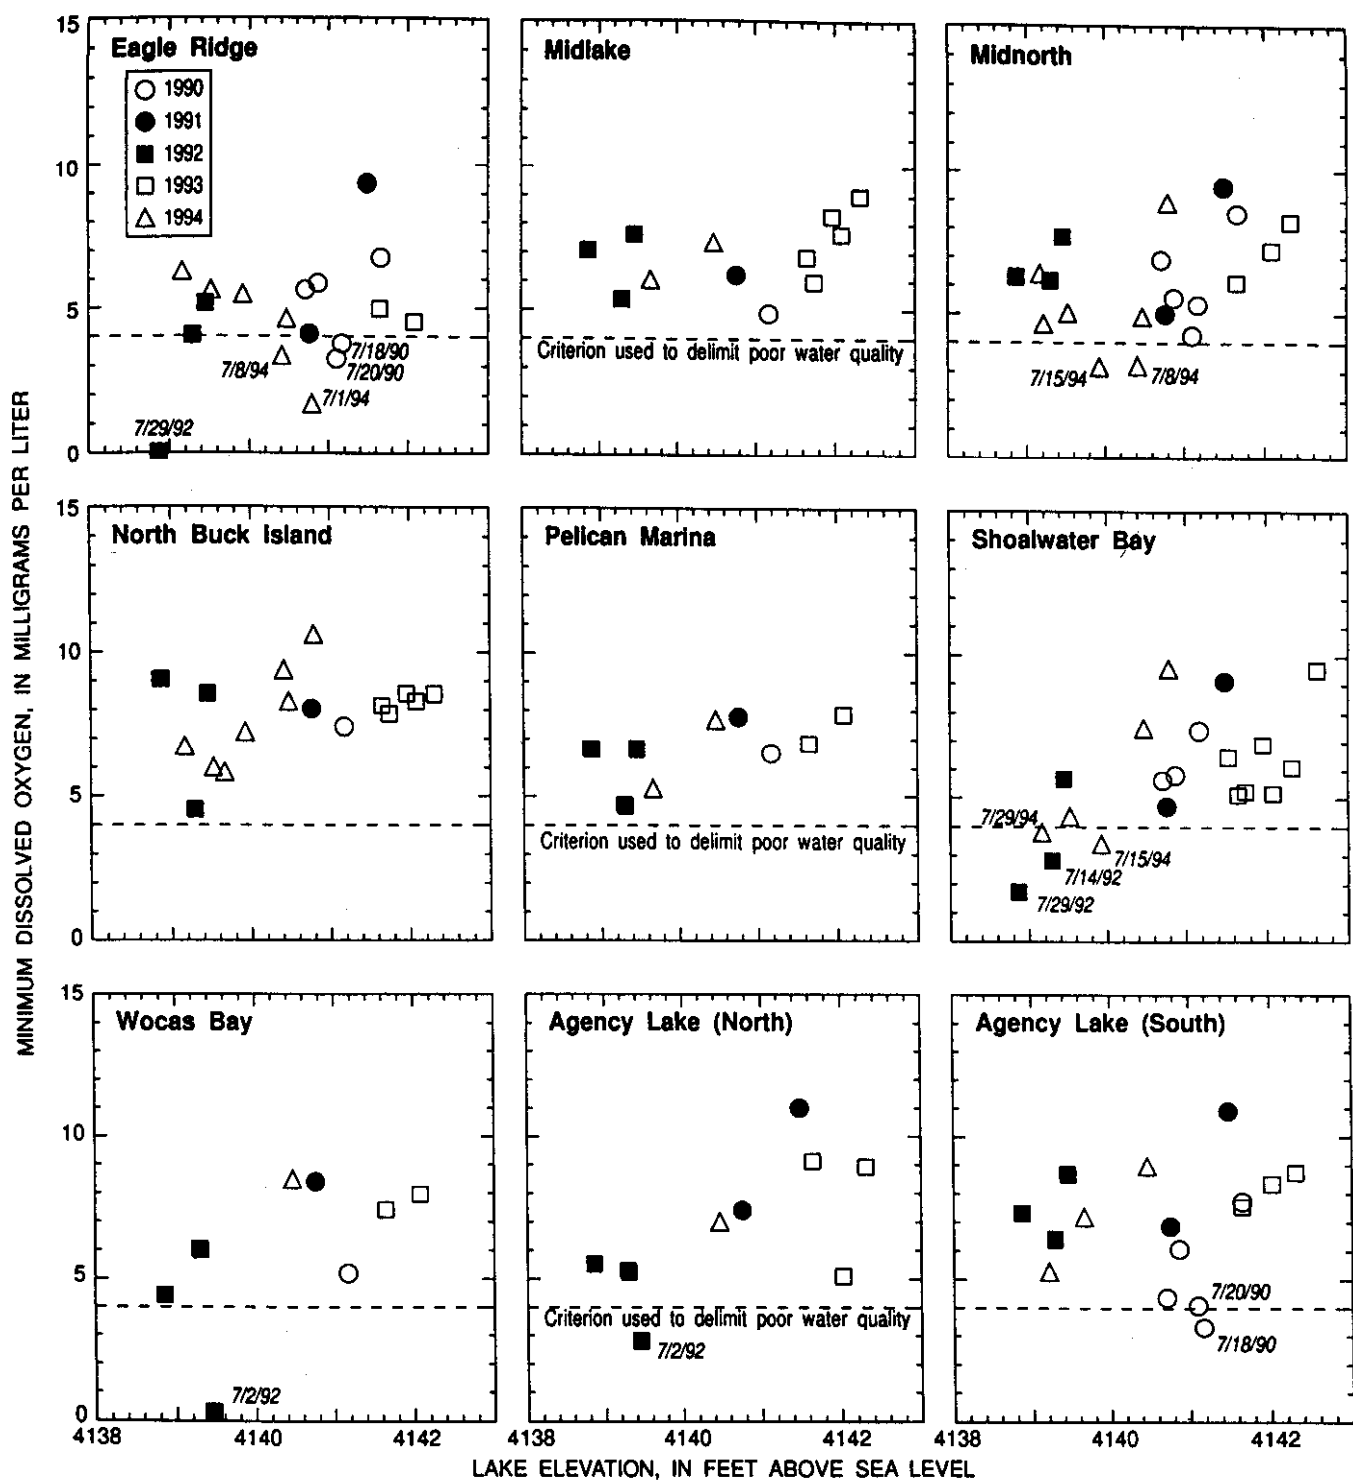 MINIMUM DISSOLVED OXYGEN, IN MILLIGRAMS PER LITER
15
10
5
0
Eagle Ridge
1990
1991
1992
1993
1994
7/18/90
7/20/90
7/8/94
7/1/94
7/29/92
Midlake
Criterion used to delimit poor water quality
Midnorth
7/15/94
7/8/94
15
10
5
0
North Buck Island
Pelican Marina
Criterion used to delimit poor water quality
Shoalwater Bay
7/29/94
7/15/94
7/14/92
7/29/92
15
10
5
0
Wocas Bay
7/2/92
Agency Lake (North)
Criterion used to delimit poor water quality
7/2/92
Agency Lake (South)
7/20/90
7/18/90
4138 4140 4142 4138 4140 4142 4138 4140 4142
LAKE ELEVATION, IN FEET ABOVE SEA LEVEL